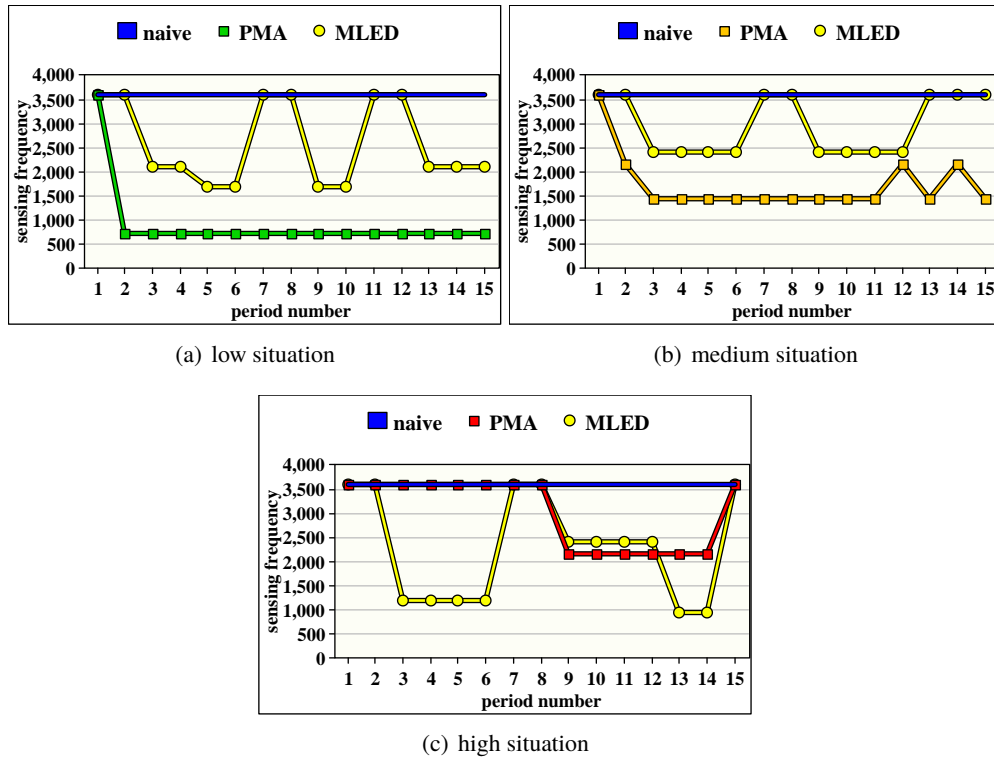 naive PMA MLED
sensing frequency
4,000
3,500
3,000
2,500
2,000
1,500
1,000
500
0
1 2 3 4 5 6 7 8 9 10 11 12 13 14 15
period number
(a) low situation
naive PMA MLED
sensing frequency
4,000
3,500
3,000
2,500
2,000
1,500
1,000
500
0
1 2 3 4 5 6 7 8 9 10 11 12 13 14 15
period number
(b) medium situation
naive PMA MLED
sensing frequency
4,000
3,500
3,000
2,500
2,000
1,500
1,000
500
0
1 2 3 4 5 6 7 8 9 10 11 12 13 14 15
period number
(c) high situation